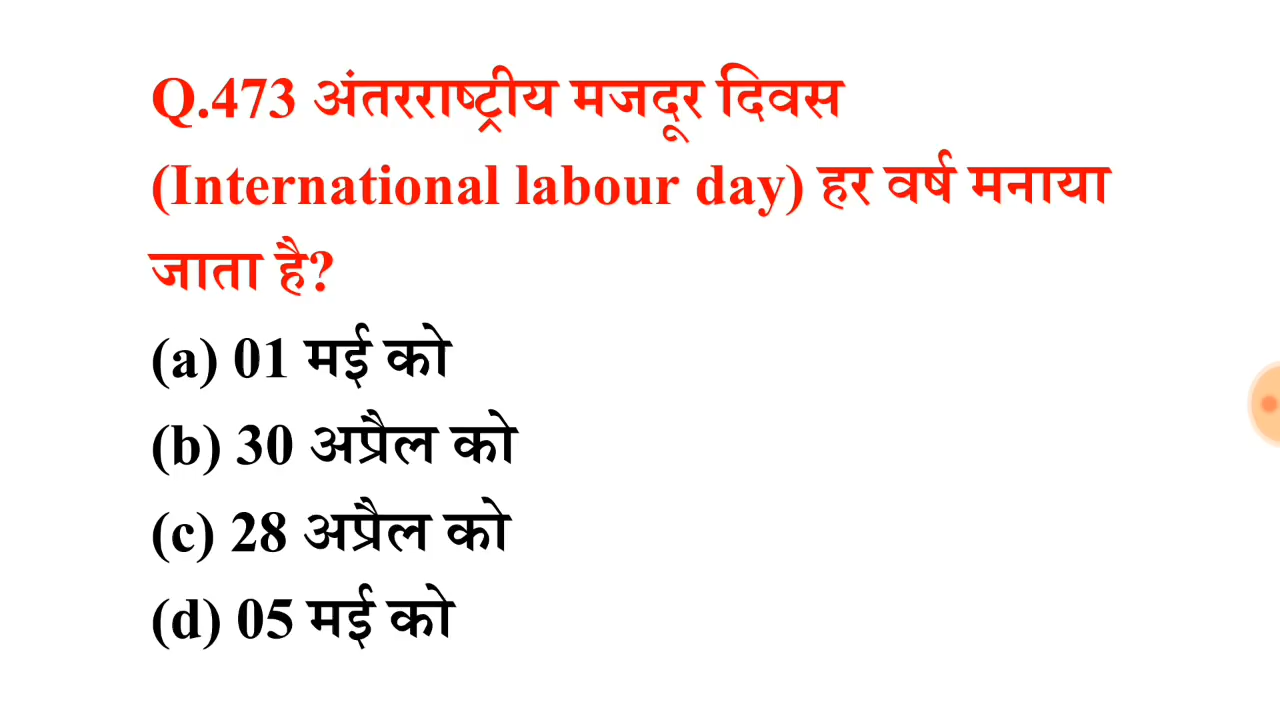 Q.473 अंतरराष्ट्रीय मजदूर दिवस
(International labour day) हर वर्ष मनाया
जाता है?
(a) 01 मई को
(b) 30 अप्रैल को
(c) 28 अप्रैल को
(d) 05 मई को